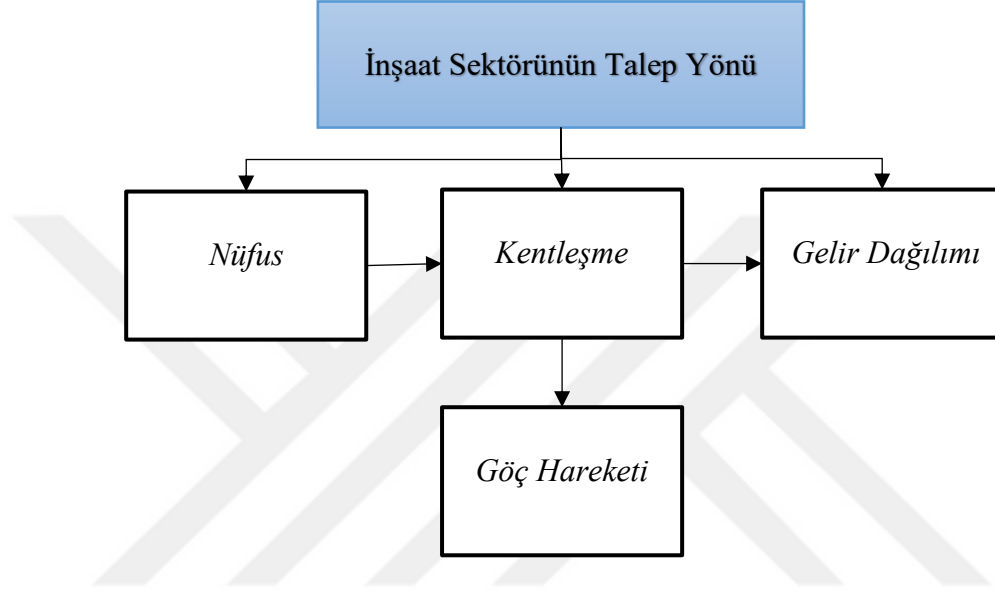 İnşaat Sektörünün Talep Yönü
Nüfus
Kentleşme
Gelir Dağılımı
Göç Hareketi